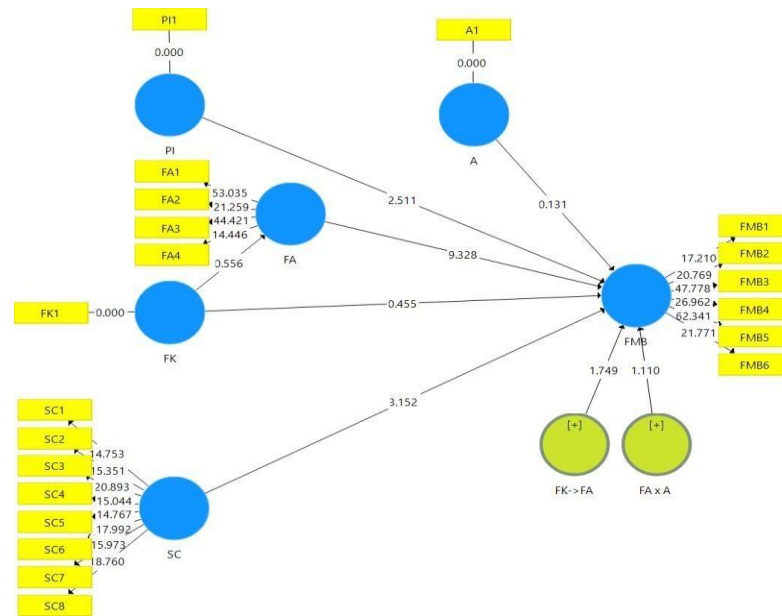 PI1
0.000
PI
A1
0.000
A
FA1
FA2
FA3
FA4
53.035
21.259
44.421
14.446
FA
2.511
0.131
9.328
0.556
FK1
0.000
FK
0.455
FMB
17.210
20.769
47.778
26.962
62.341
21.771
FMB1
FMB2
FMB3
FMB4
FMB5
FMB6
3.152
1.749
1.110
[+]
[+]
FK->FA
FA x A
SC1
SC2
SC3
SC4
SC5
SC6
SC7
SC8
14.753
15.351
20.893
15.044
14.767
17.992
15.973
18.760
SC